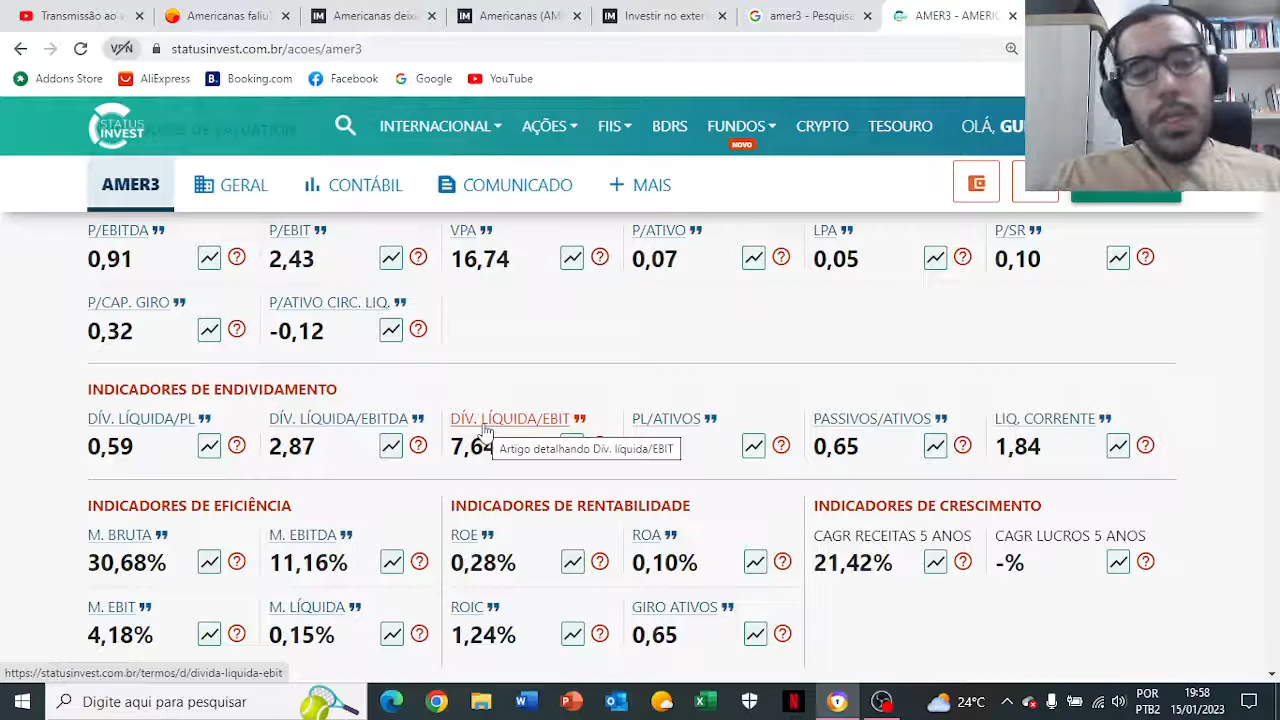 Transmissão ao v
Americanas faliu
Americanas deix
Americanas (AM
Investir no exter
amer3 - Pesquisa
AMER3 - AMERIC
VPN
statusinvest.com.br/acoes/amer3
Addons Store
AliExpress
Booking.com
Facebook
Google
YouTube
STATUS INVEST
INTERNACIONAL
AÇÕES
FIIS
BDRS
FUNDOS
NOVO
CRYPTO
TESOURO
OLÁ, GU
AMER3
GERAL
CONTÁBIL
COMUNICADO
+ MAIS
P/EBITDA
P/EBIT
VPA
P/ATIVO
LPA
P/SR
0,91
2,43
16,74
0,07
0,05
0,10
P/CAP. GIRO
P/ATIVO CIRC. LIQ.
0,32
-0,12
INDICADORES DE ENDIVIDAMENTO
DÍV. LÍQUIDA/PL
DÍV. LÍQUIDA/EBITDA
DÍV. LÍQUIDA/EBIT
PL/ATIVOS
PASSIVOS/ATIVOS
LIQ. CORRENTE
0,59
2,87
7,64
Artigo detalhando Dív. líquida/EBIT
0,65
1,84
INDICADORES DE EFICIÊNCIA
INDICADORES DE RENTABILIDADE
INDICADORES DE CRESCIMENTO
M. BRUTA
M. EBITDA
ROE
ROA
CAGR RECEITAS 5 ANOS
CAGR LUCROS 5 ANOS
30,68%
11,16%
0,28%
0,10%
21,42%
-%
M. EBIT
M. LÍQUIDA
ROIC
GIRO ATIVOS
4,18%
0,15%
1,24%
0,65
https://statusinvest.com.br/termos/d/divida-liquida-ebit
Digite aqui para pesquisar
24°C
POR
PTB2
19:58
15/01/2023